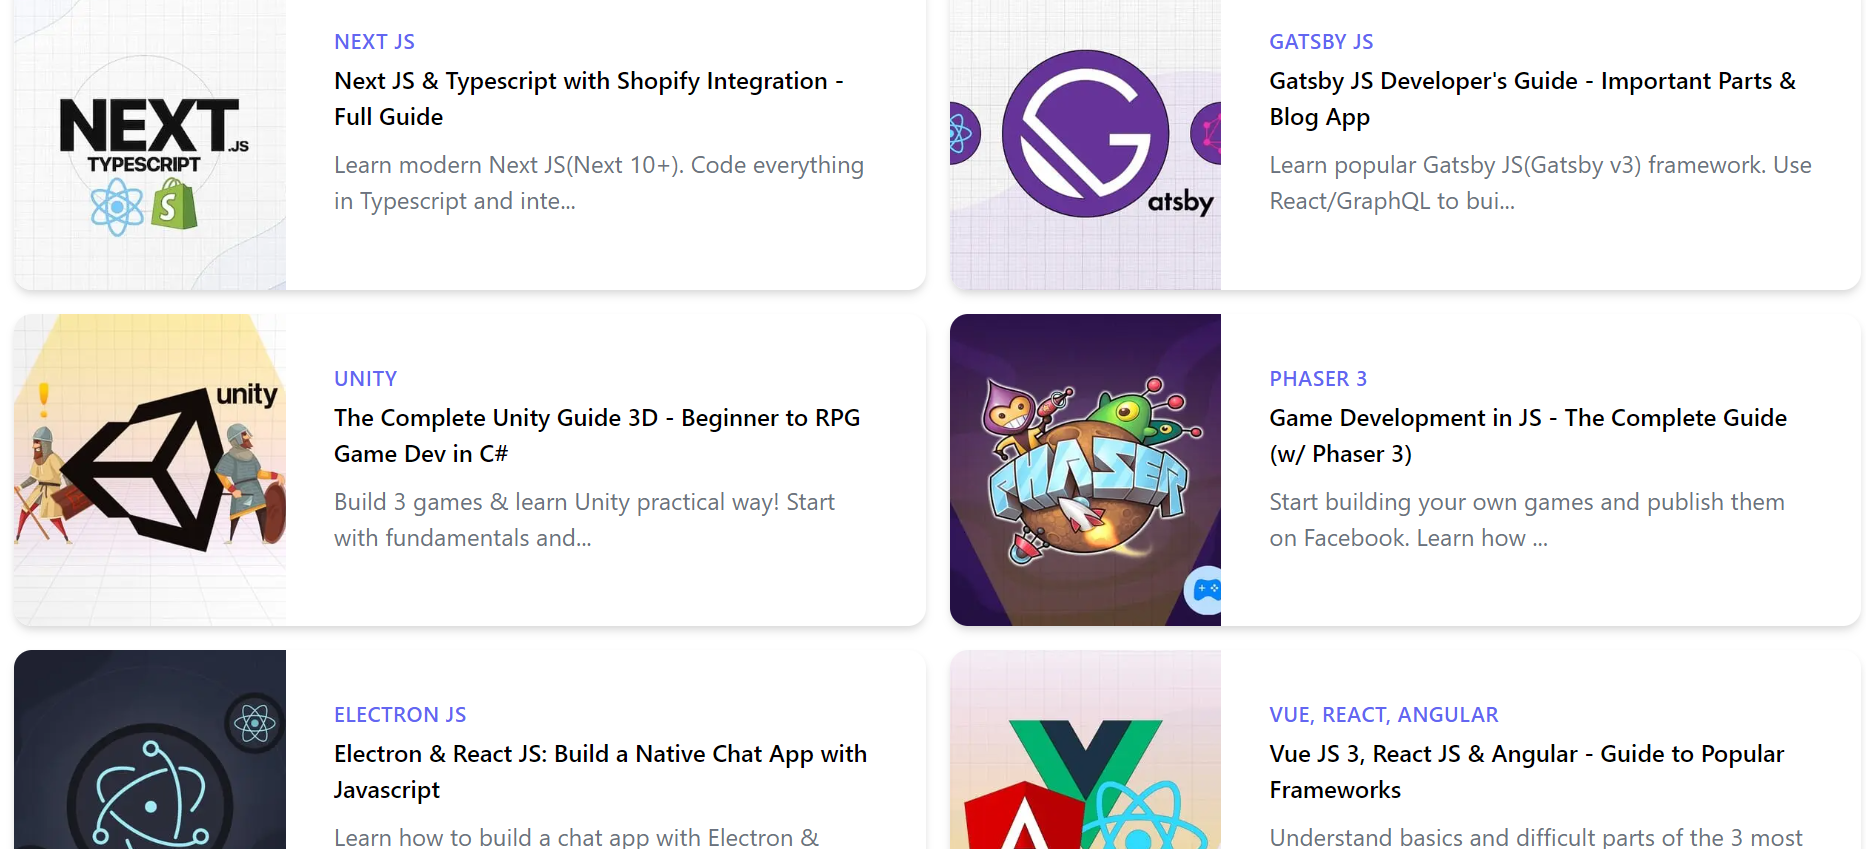 NEXT.JS
TYPESCRIPT
NEXT JS
Next JS & Typescript with Shopify Integration -
Full Guide
Learn modern Next JS(Next 10+). Code everything
in Typescript and inte...
atsby
GATSBY JS
Gatsby JS Developer's Guide - Important Parts &
Blog App
Learn popular Gatsby JS(Gatsby v3) framework. Use
React/GraphQL to bui...
unity
UNITY
The Complete Unity Guide 3D - Beginner to RPG
Game Dev in C#
Build 3 games & learn Unity practical way! Start
with fundamentals and...
PHASER
PHASER 3
Game Development in JS - The Complete Guide
(w/ Phaser 3)
Start building your own games and publish them
on Facebook. Learn how ...
ELECTRON JS
Electron & React JS: Build a Native Chat App with
Javascript
Learn how to build a chat app with Electron &
VUE, REACT, ANGULAR
Vue JS 3, React JS & Angular - Guide to Popular
Frameworks
Understand basics and difficult parts of the 3 most